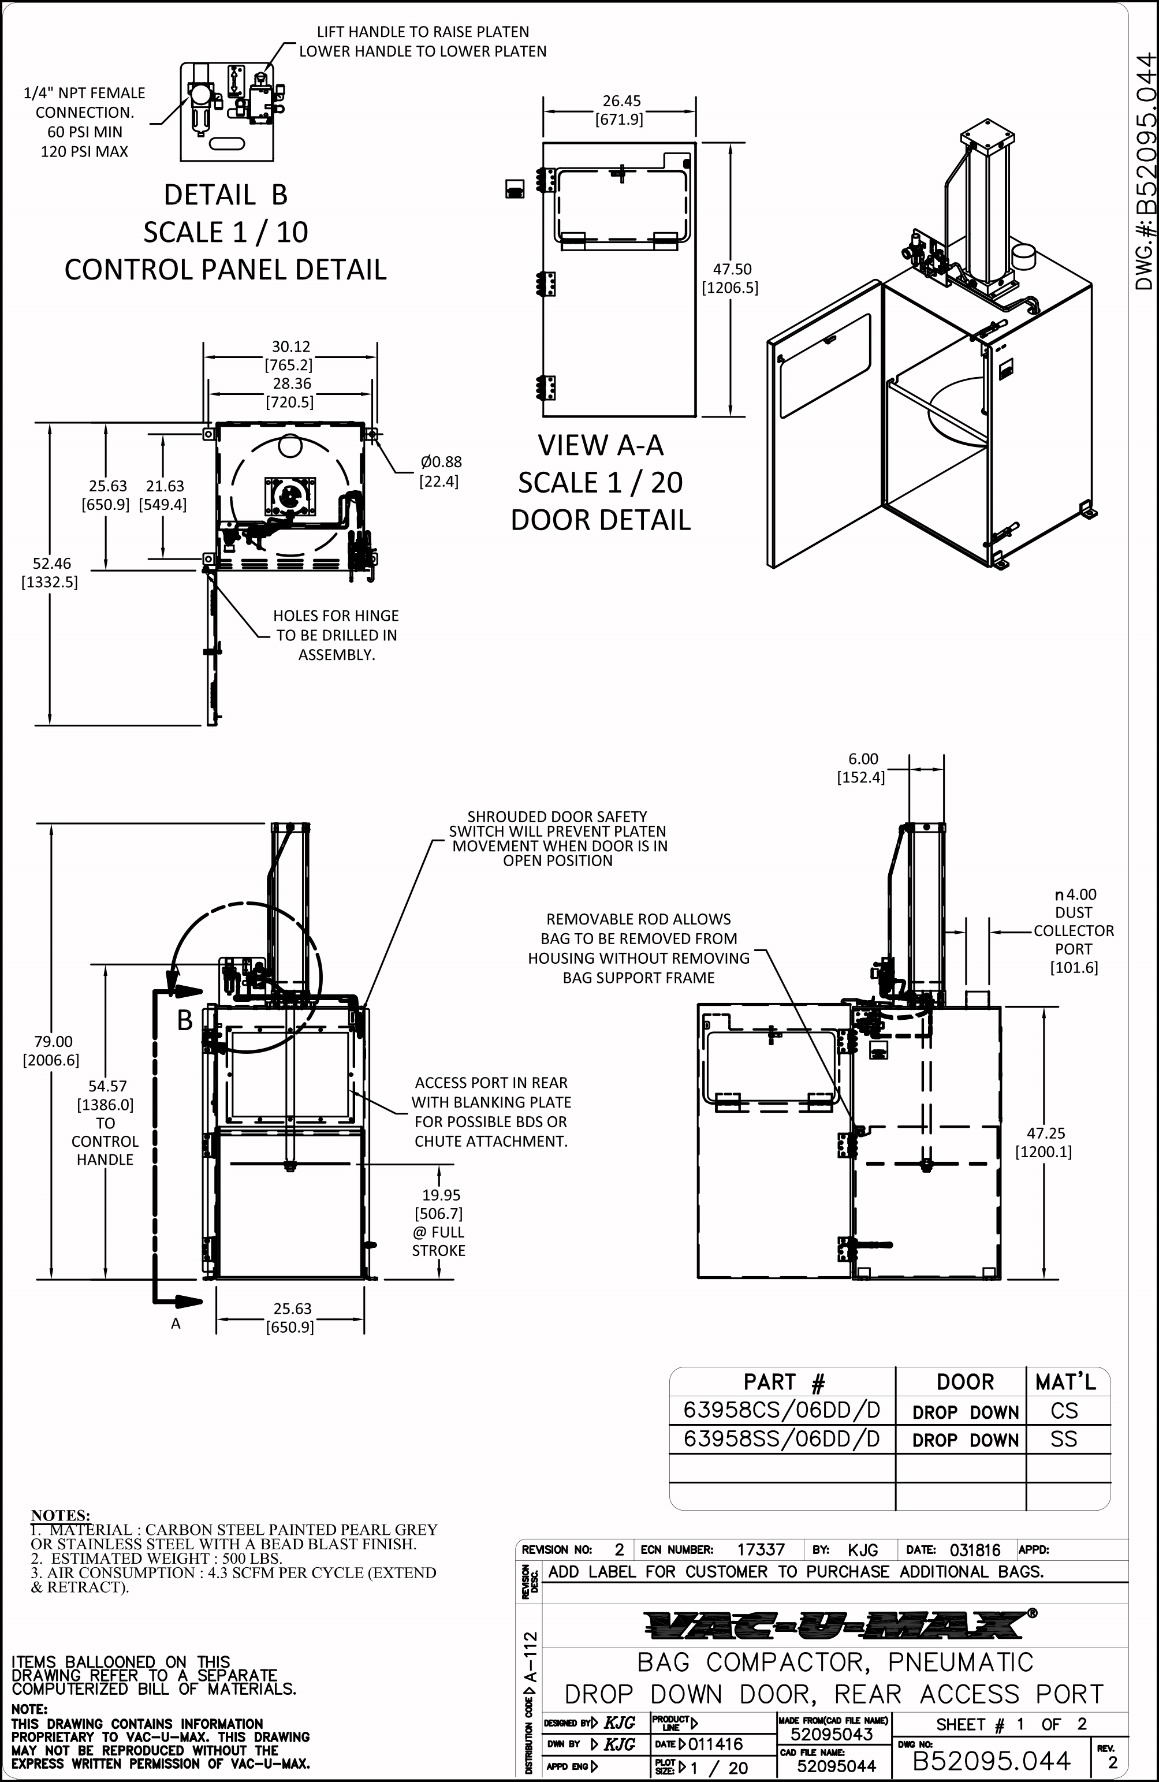 LIFT HANDLE TO RAISE PLATEN
LOWER HANDLE TO LOWER PLATEN
1/4" NPT FEMALE
CONNECTION.
60 PSI MIN
120 PSI MAX
DETAIL B
SCALE 1 / 10
CONTROL PANEL DETAIL
26.45
[671.9]
47.50
[1206.5]
VIEW A-A
SCALE 1 / 20
DOOR DETAIL
DWG.#:B52095.044
30.12
[765.2]
28.36
[720.5]
Ø0.88
[22.4]
25.63
[650.9]
21.63
[549.4]
52.46
[1332.5]
HOLES FOR HINGE
TO BE DRILLED IN
ASSEMBLY.
6.00
[152.4]
SHROUDED DOOR SAFETY
SWITCH WILL PREVENT PLATEN
MOVEMENT WHEN DOOR IS IN
OPEN POSITION
n4.00
DUST
COLLECTOR
PORT
[101.6]
REMOVABLE ROD ALLOWS
BAG TO BE REMOVED FROM
HOUSING WITHOUT REMOVING
BAG SUPPORT FRAME
A
B
79.00
[2006.6]
54.57
[1386.0]
TO
CONTROL
HANDLE
ACCESS PORT IN REAR
WITH BLANKING PLATE
FOR POSSIBLE BDS OR
CHUTE ATTACHMENT.
47.25
[1200.1]
19.95
[506.7]
@ FULL
STROKE
25.63
[650.9]
A
PART # DOOR MAT'L
63958CS/06DD/D DROP DOWN CS
63958SS/06DD/D DROP DOWN SS
NOTES:
1. MATERIAL : CARBON STEEL PAINTED PEARL GREY
OR STAINLESS STEEL WITH A BEAD BLAST FINISH.
2. ESTIMATED WEIGHT : 500 LBS.
3. AIR CONSUMPTION : 4.3 SCFM PER CYCLE (EXTEND
& RETRACT).
ITEMS BALLOONED ON THIS
DRAWING REFER TO A SEPARATE
COMPUTERIZED BILL OF MATERIALS.
NOTE:
THIS DRAWING CONTAINS INFORMATION
PROPRIETARY TO VAC-U-MAX. THIS DRAWING
MAY NOT BE REPRODUCED WITHOUT THE
EXPRESS WRITTEN PERMISSION OF VAC-U-MAX.
REVISION NO: 2 ECN NUMBER: 17337 BY: KJG DATE: 031816 APPD:
REVISION DESC. ADD LABEL FOR CUSTOMER TO PURCHASE ADDITIONAL BAGS.
VAC-U-MAX®
BAG COMPACTOR, PNEUMATIC
DROP DOWN DOOR, REAR ACCESS PORT
DISTRIBUTION CODE A-112
DESIGNED BY KJG
PRODUCT LINE
MADE FROM(CAD FILE NAME)
52095043
SHEET # 1 OF 2
DWN BY KJG
DATE 011416
CAD FILE NAME:
52095044
APPD ENG
PLOT SIZE: 1 / 20
DWG NO:
B52095.044
REV.
2